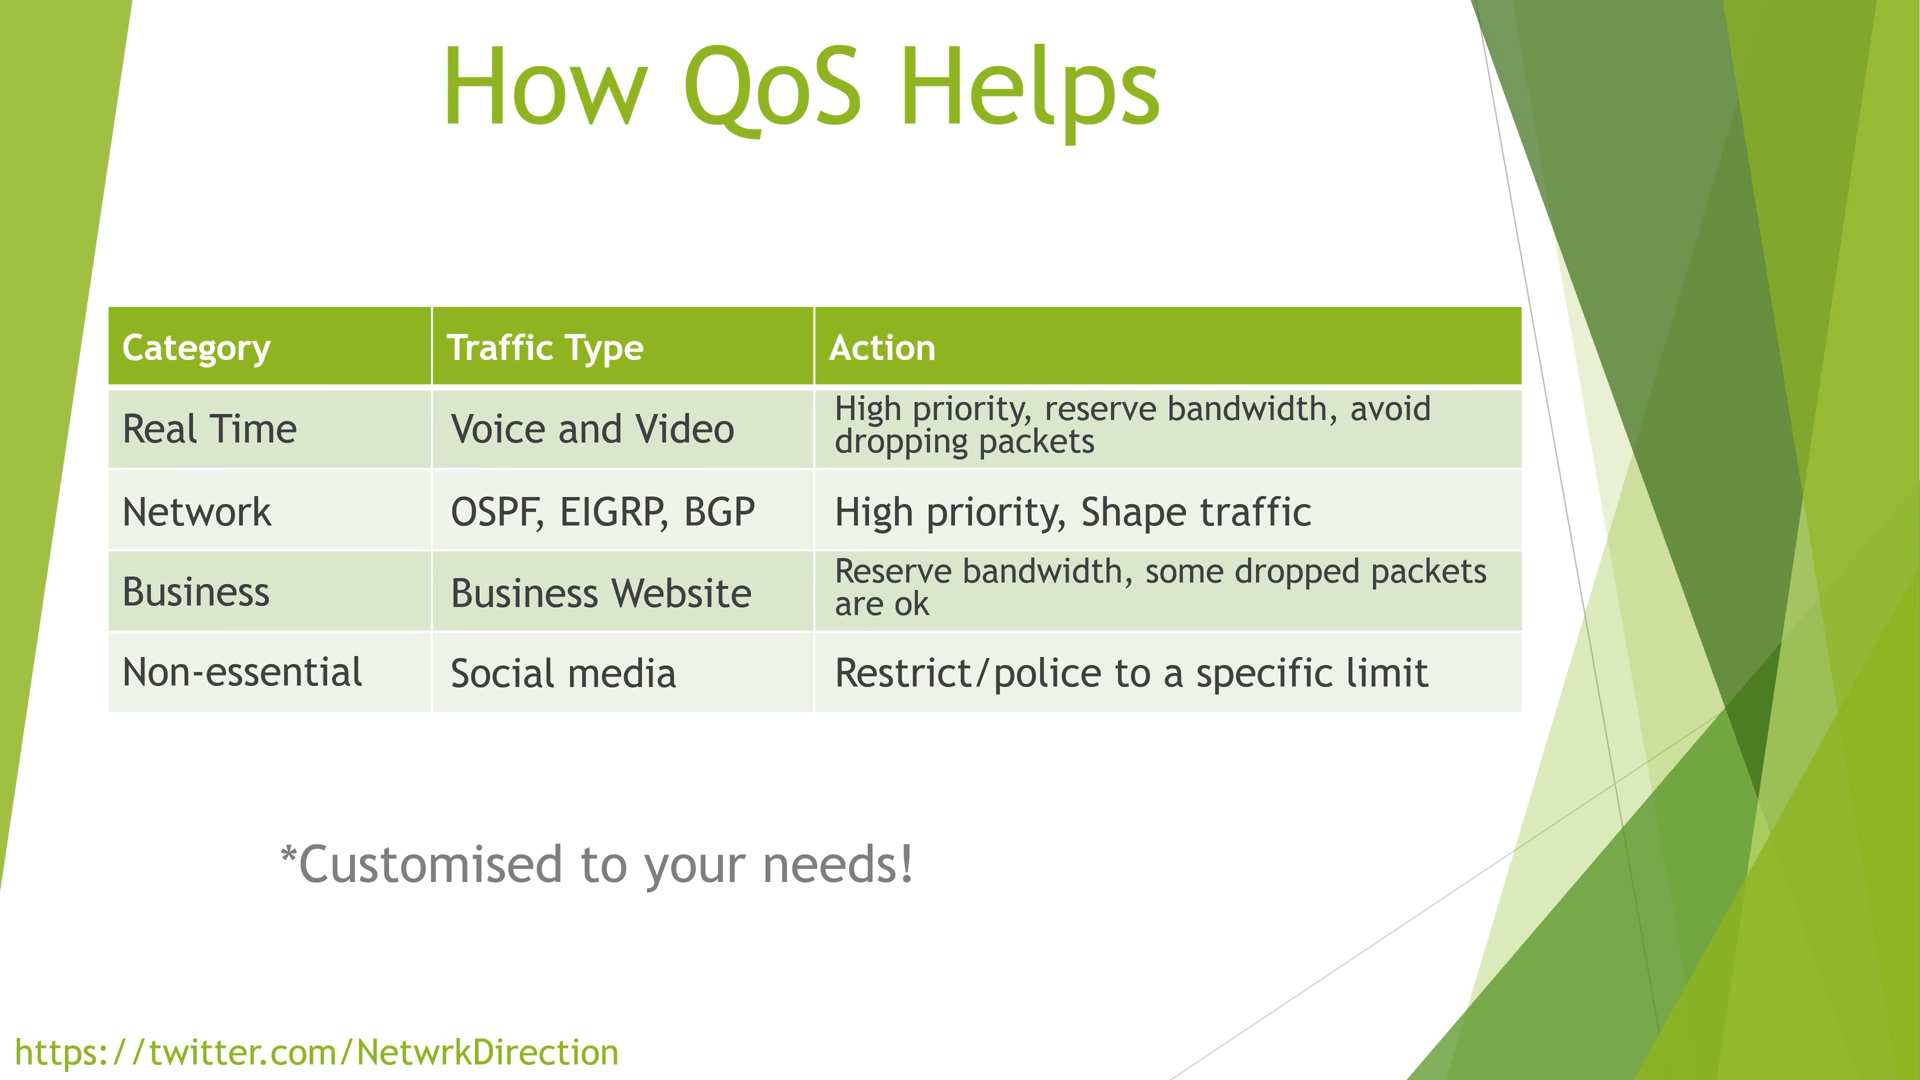 How QoS Helps
Category Traffic Type Action
Real Time Voice and Video High priority, reserve bandwidth, avoid
dropping packets
Network OSPF, EIGRP, BGP High priority, Shape traffic
Business Business Website Reserve bandwidth, some dropped packets
are ok
Non-essential Social media Restrict/police to a specific limit
*Customised to your needs!
https://twitter.com/NetwrkDirection